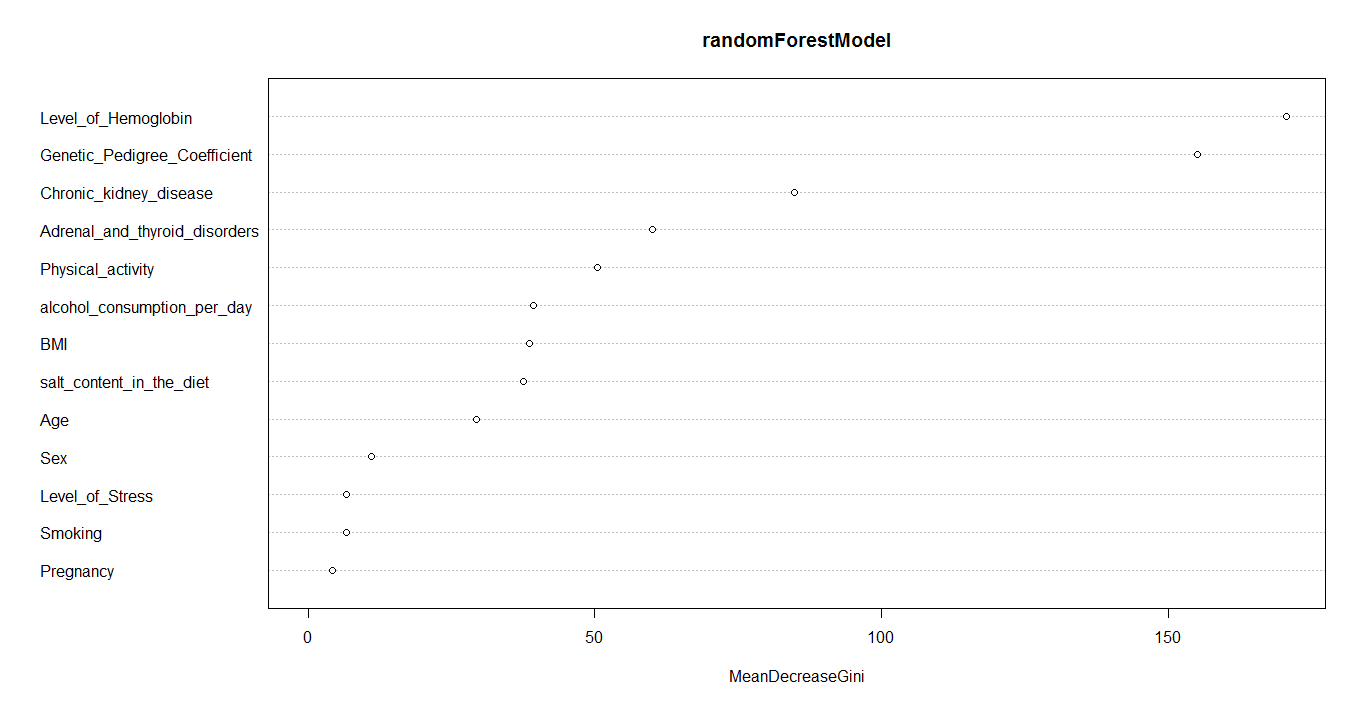 randomForestModel
Level_of_Hemoglobin
Genetic_Pedigree_Coefficient
Chronic_kidney_disease
Adrenal_and_thyroid_disorders
Physical_activity
alcohol_consumption_per_day
BMI
salt_content_in_the_diet
Age
Sex
Level_of_Stress
Smoking
Pregnancy
0 50 100 150
MeanDecreaseGini